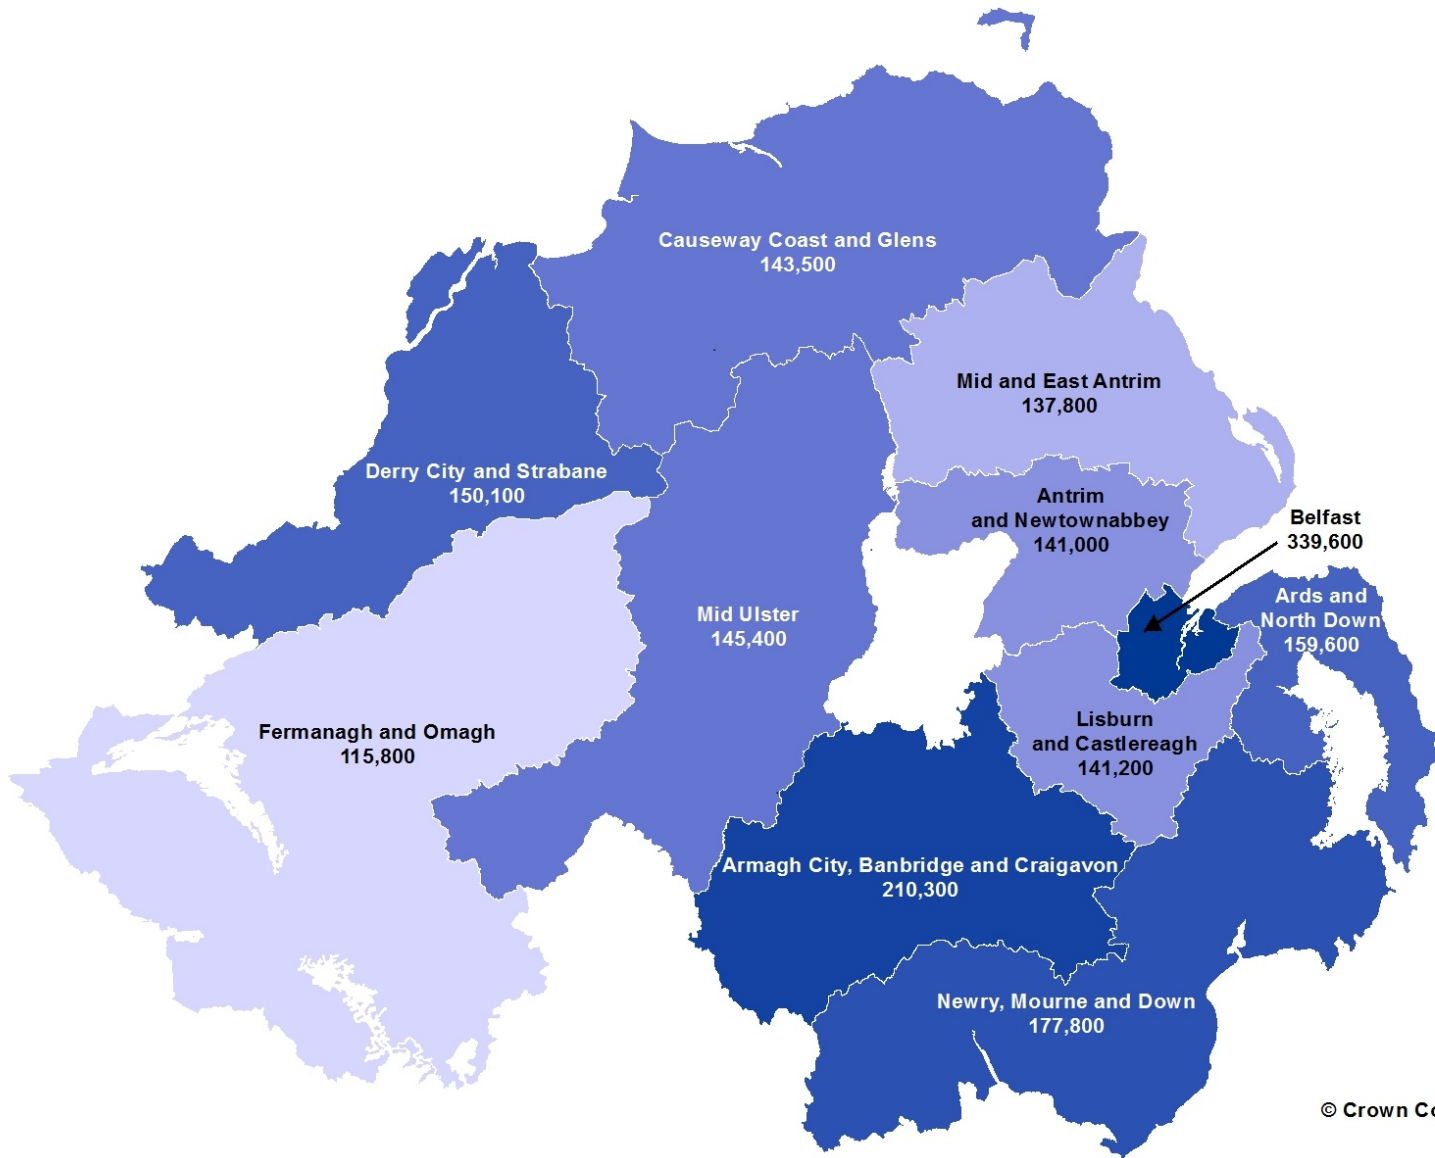 Causeway Coast and Glens
143,500
Mid and East Antrim
137,800
Derry City and Strabane
150,100
Antrim
and Newtownabbey
141,000
Belfast
339,600
Ards and
North Down
159,600
Mid Ulster
145,400
Fermanagh and Omagh
115,800
Lisburn
and Castlereagh
141,200
Armagh City, Banbridge and Craigavon
210,300
Newry, Mourne and Down
177,800
© Crown Co